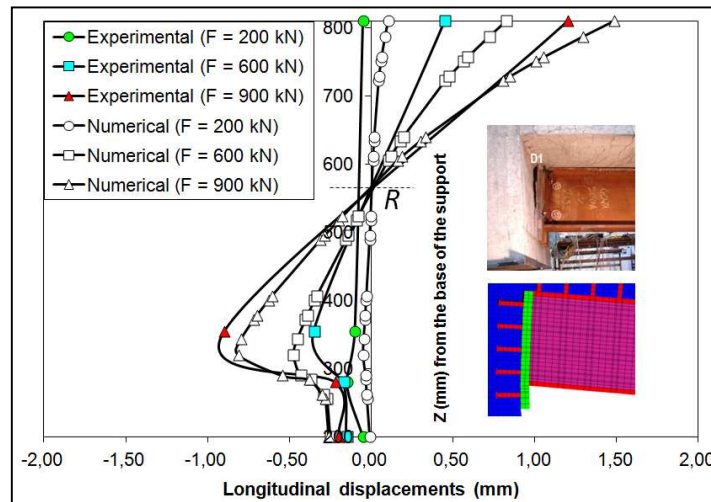 800
Experimental (F = 200 kN)
Experimental (F = 600 kN)
Experimental (F = 900 kN)
Numerical (F = 200 kN)
Numerical (F = 600 kN)
Numerical (F = 900 kN)
700
600
D1
R
500
400
300
Z (mm) from the base of the support
-2,00 -1,50 -1,00 -0,50 0,00 0,50 1,00 1,50 2,00
Longitudinal displacements (mm)